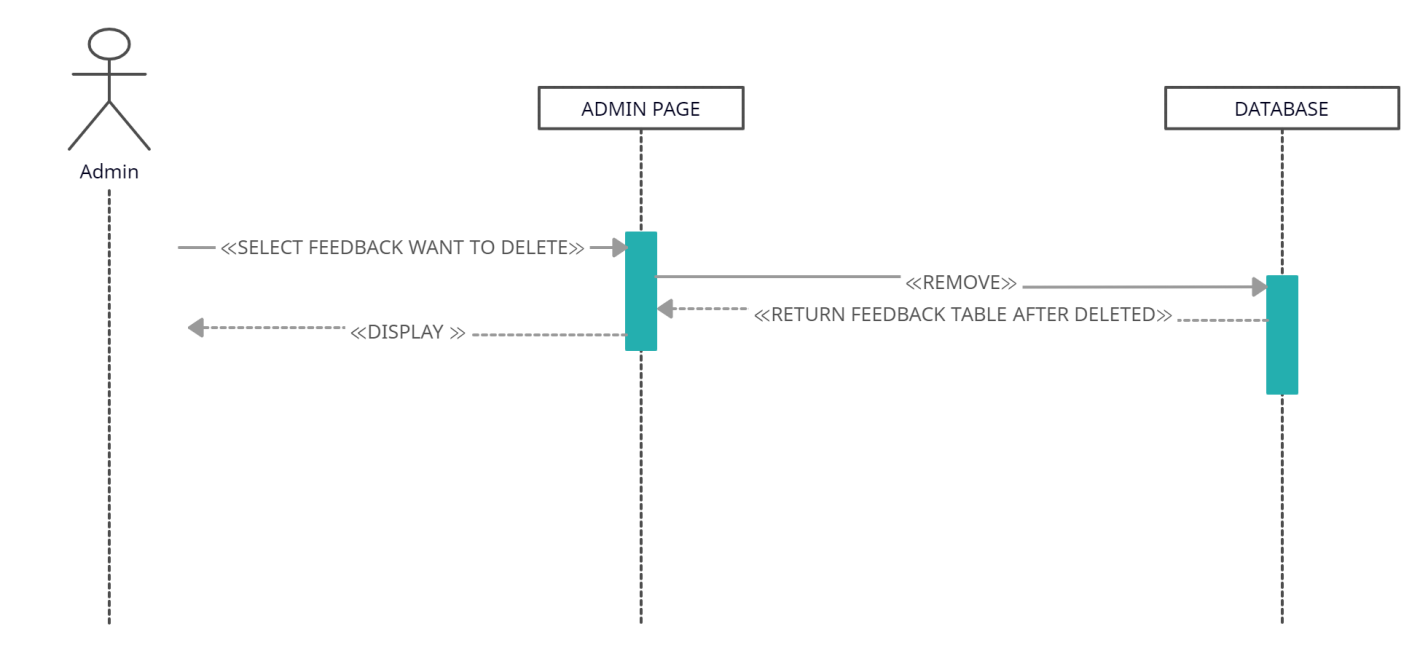 ADMIN PAGE
DATABASE
Admin
≪SELECT FEEDBACK WANT TO DELETE≫
≪REMOVE≫
≪RETURN FEEDBACK TABLE AFTER DELETED≫
≪DISPLAY ≫